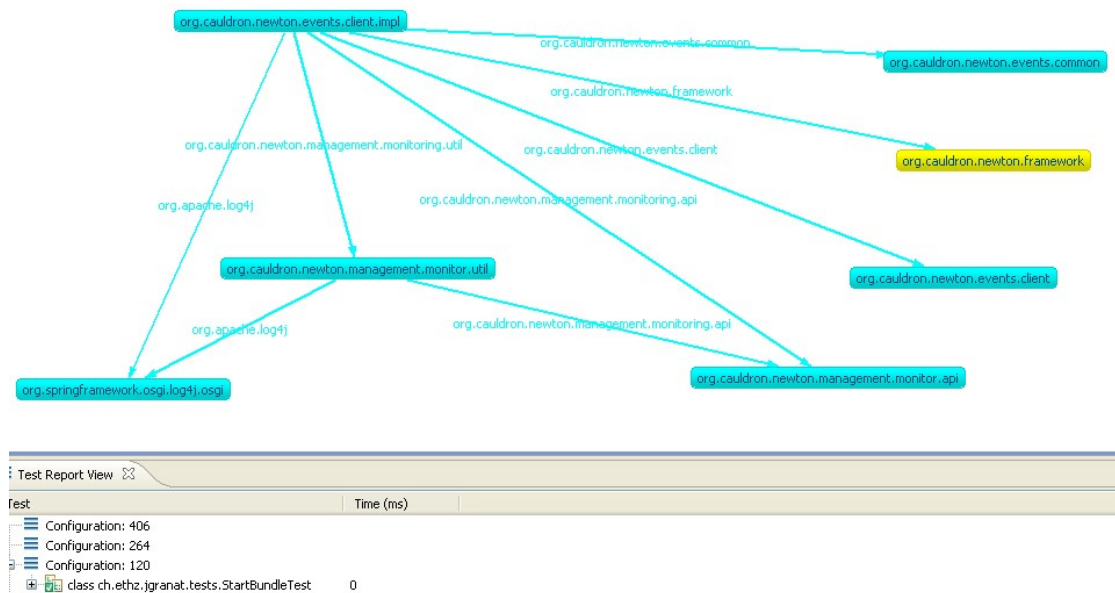 org.cauldron.newton.events.client.impl
org.cauldron.newton.events.common
org.cauldron.newton.events.common
org.cauldron.newton.framework
org.cauldron.newton.management.monitoring.util
org.cauldron.newton.events.client
org.cauldron.newton.framework
org.apache.log4j
org.cauldron.newton.management.monitoring.api
org.cauldron.newton.management.monitor.util
org.cauldron.newton.events.client
org.apache.log4j
org.cauldron.newton.management.monitoring.api
org.springframework.osgi.log4j.osgi
org.cauldron.newton.management.monitor.api
Test Report View
Test Time (ms)
Configuration: 406
Configuration: 264
Configuration: 120
class ch.ethz.jgranat.tests.StartBundleTest 0